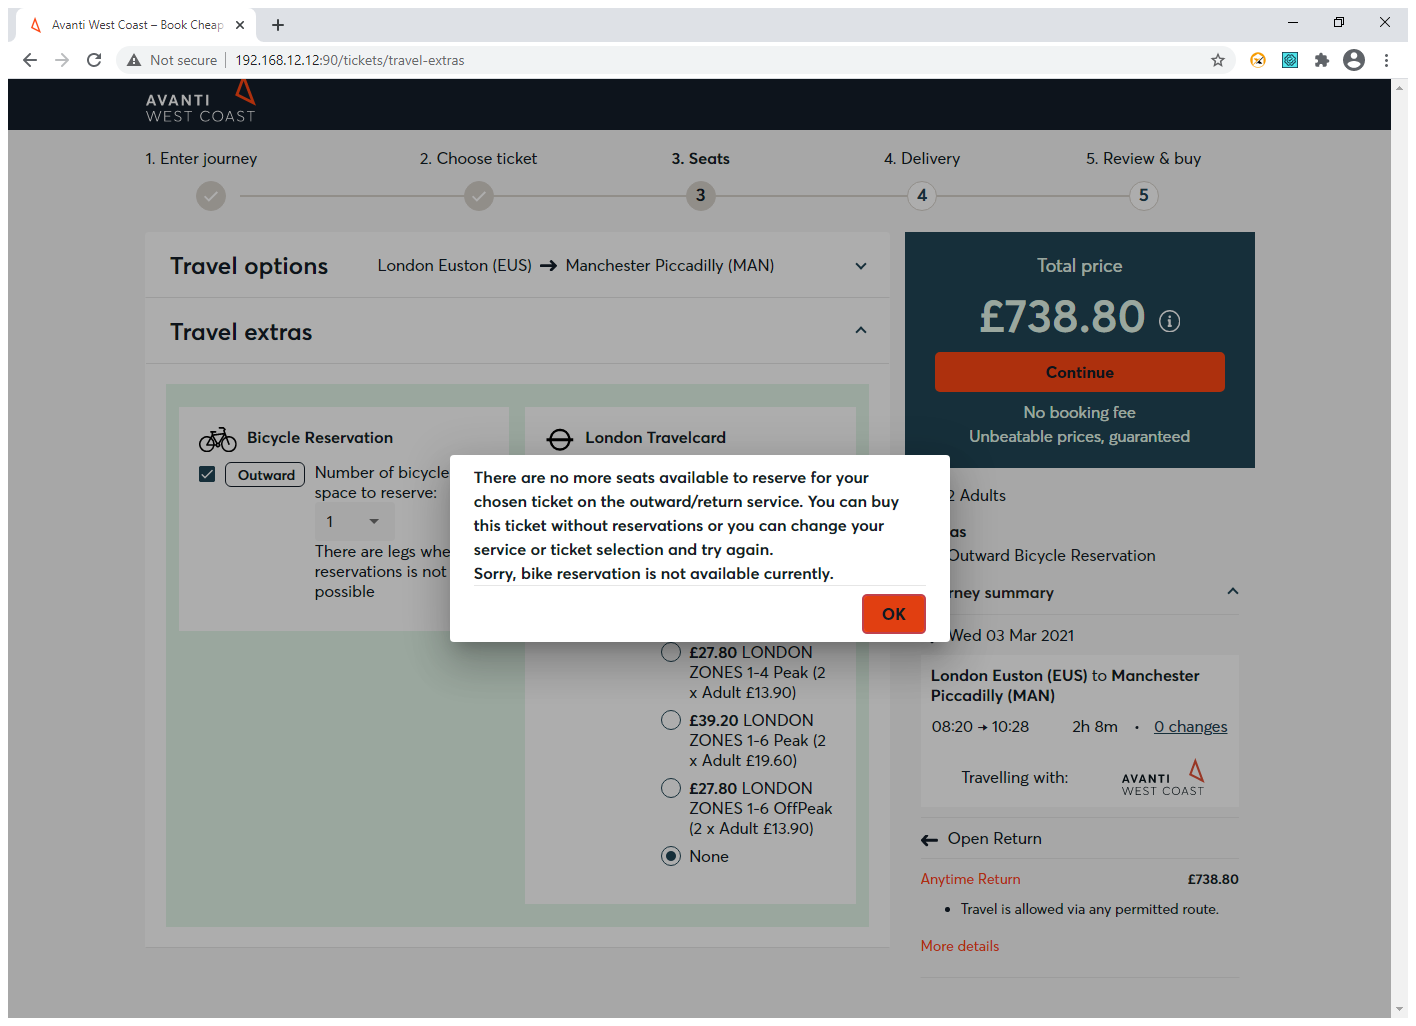 Avanti West Coast – Book Cheap
Not secure
192.168.12.12:90/tickets/travel-extras
AVANTI
WEST COAST
1. Enter journey
2. Choose ticket
3. Seats
4. Delivery
5. Review & buy
3
4
5
Travel options
London Euston (EUS) → Manchester Piccadilly (MAN)
Travel extras
Total price
£738.80
Continue
No booking fee
Unbeatable prices, guaranteed
Bicycle Reservation
Outward
Number of bicycle
space to reserve:
1
There are legs whe
reservations is not
possible
London Travelcard
There are no more seats available to reserve for your
chosen ticket on the outward/return service. You can buy
this ticket without reservations or you can change your
service or ticket selection and try again.
Sorry, bike reservation is not available currently.
OK
£27.80 LONDON
ZONES 1-4 Peak (2
x Adult £13.90)
£39.20 LONDON
ZONES 1-6 Peak (2
x Adult £19.60)
£27.80 LONDON
ZONES 1-6 OffPeak
(2 x Adult £13.90)
None
2 Adults
as
Outward Bicycle Reservation
rney summary
Wed 03 Mar 2021
London Euston (EUS) to Manchester
Piccadilly (MAN)
08:20 → 10:28 2h 8m • 0 changes
Travelling with:
AVANTI
WEST COAST
← Open Return
Anytime Return £738.80
• Travel is allowed via any permitted route.
More details